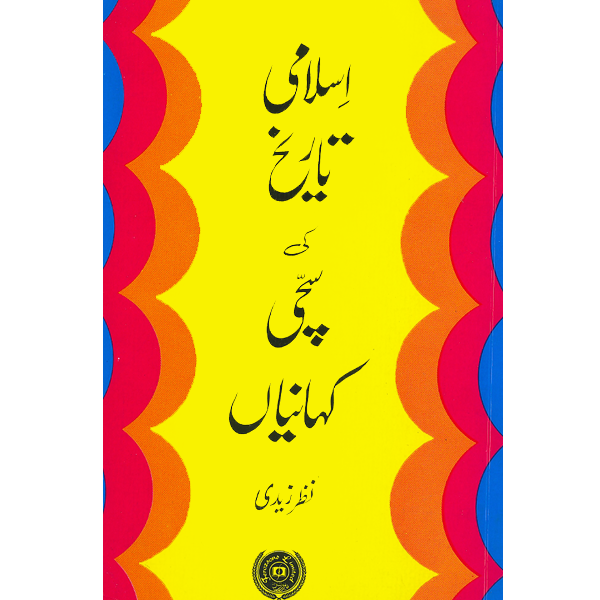 اِسلامی
تاریخ
کی
سچّی
کہانیاں
نظر زیدی